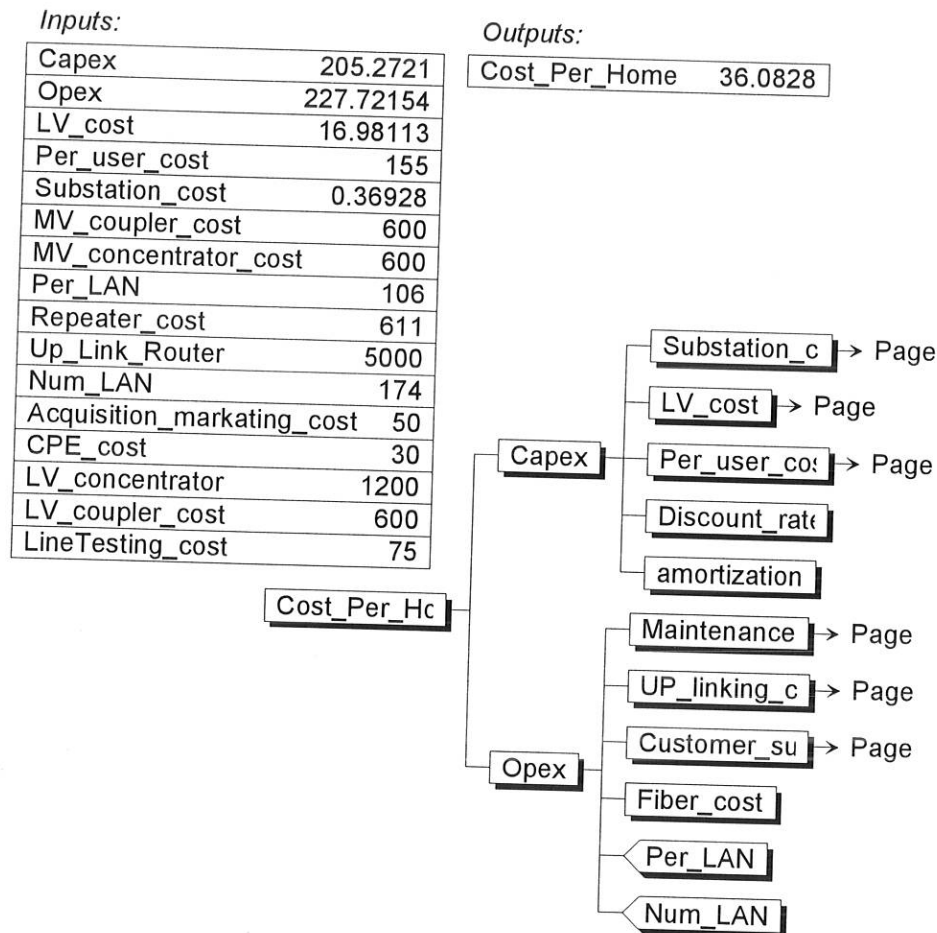 Inputs:
Capex 205.2721
Opex 227.72154
LV_cost 16.98113
Per_user_cost 155
Substation_cost 0.36928
MV_coupler_cost 600
MV_concentrator_cost 600
Per_LAN 106
Repeater_cost 611
Up_Link_Router 5000
Num_LAN 174
Acquisition_markating_cost 50
CPE_cost 30
LV_concentrator 1200
LV_coupler_cost 600
LineTesting_cost 75
Outputs:
Cost_Per_Home 36.0828
Cost_Per_Hc
Capex
Substation_c → Page
LV_cost → Page
Per_user_cos → Page
Discount_rate
amortization
Opex
Maintenance → Page
UP_linking_c → Page
Customer_su → Page
Fiber_cost
Per_LAN
Num_LAN